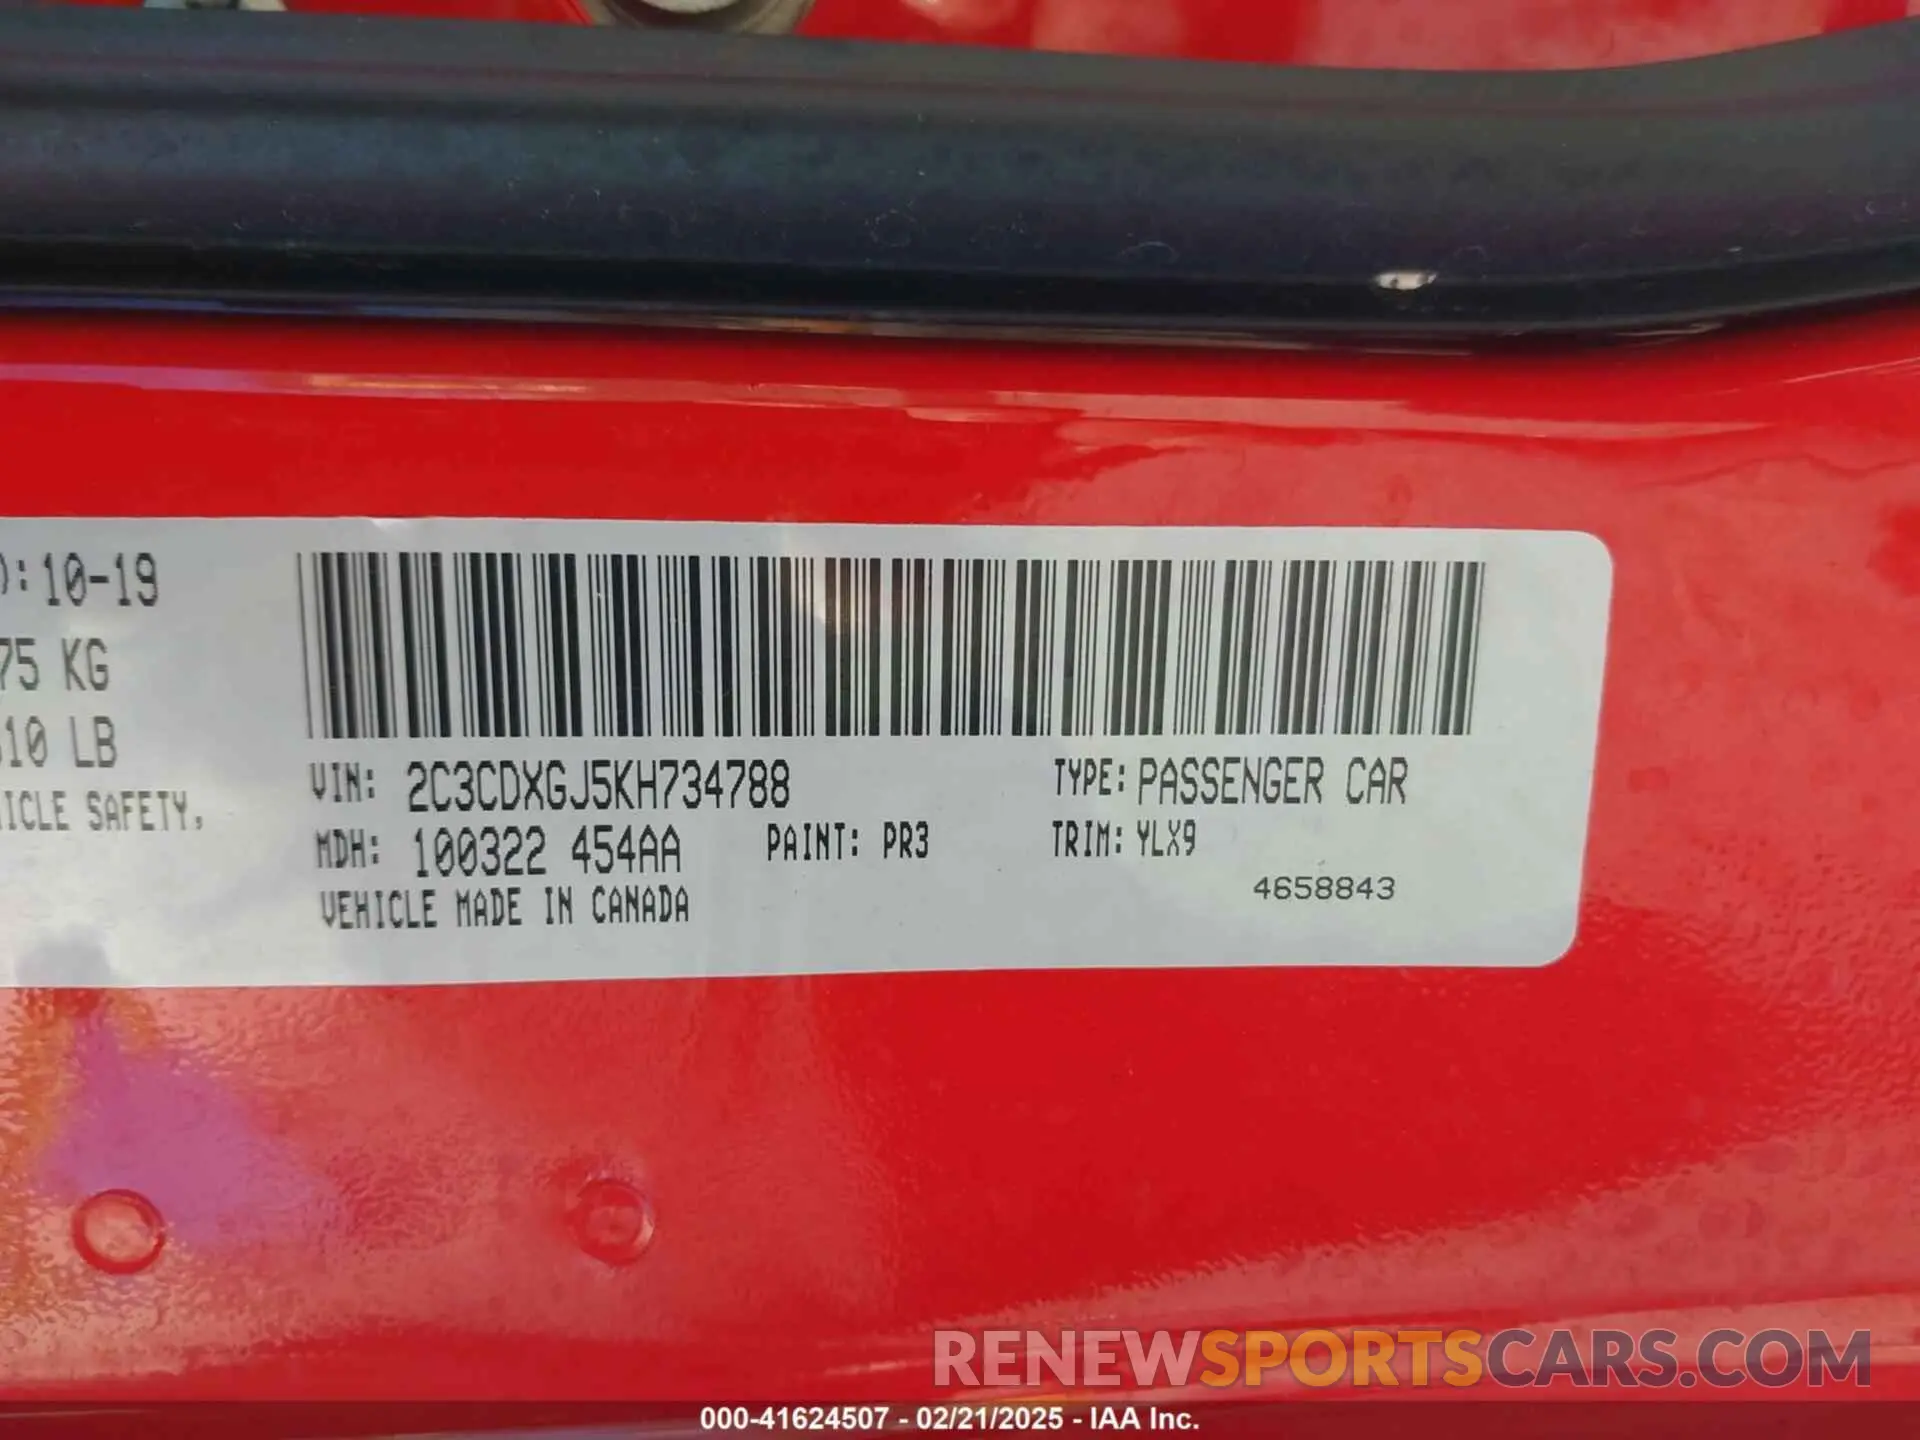 ): 10-19
75 KG
10 LB
ICLE SAFETY,
VIN: 2C3CDXGJ5KH734788
TYPE: PASSENGER CAR
MDH: 100322 454AA PAINT: PR3 TRIM: YLX9
4658843
VEHICLE MADE IN CANADA
RENEWSPORTSCARS.COM
000-41624507 - 02/21/2025 - IAA Inc.